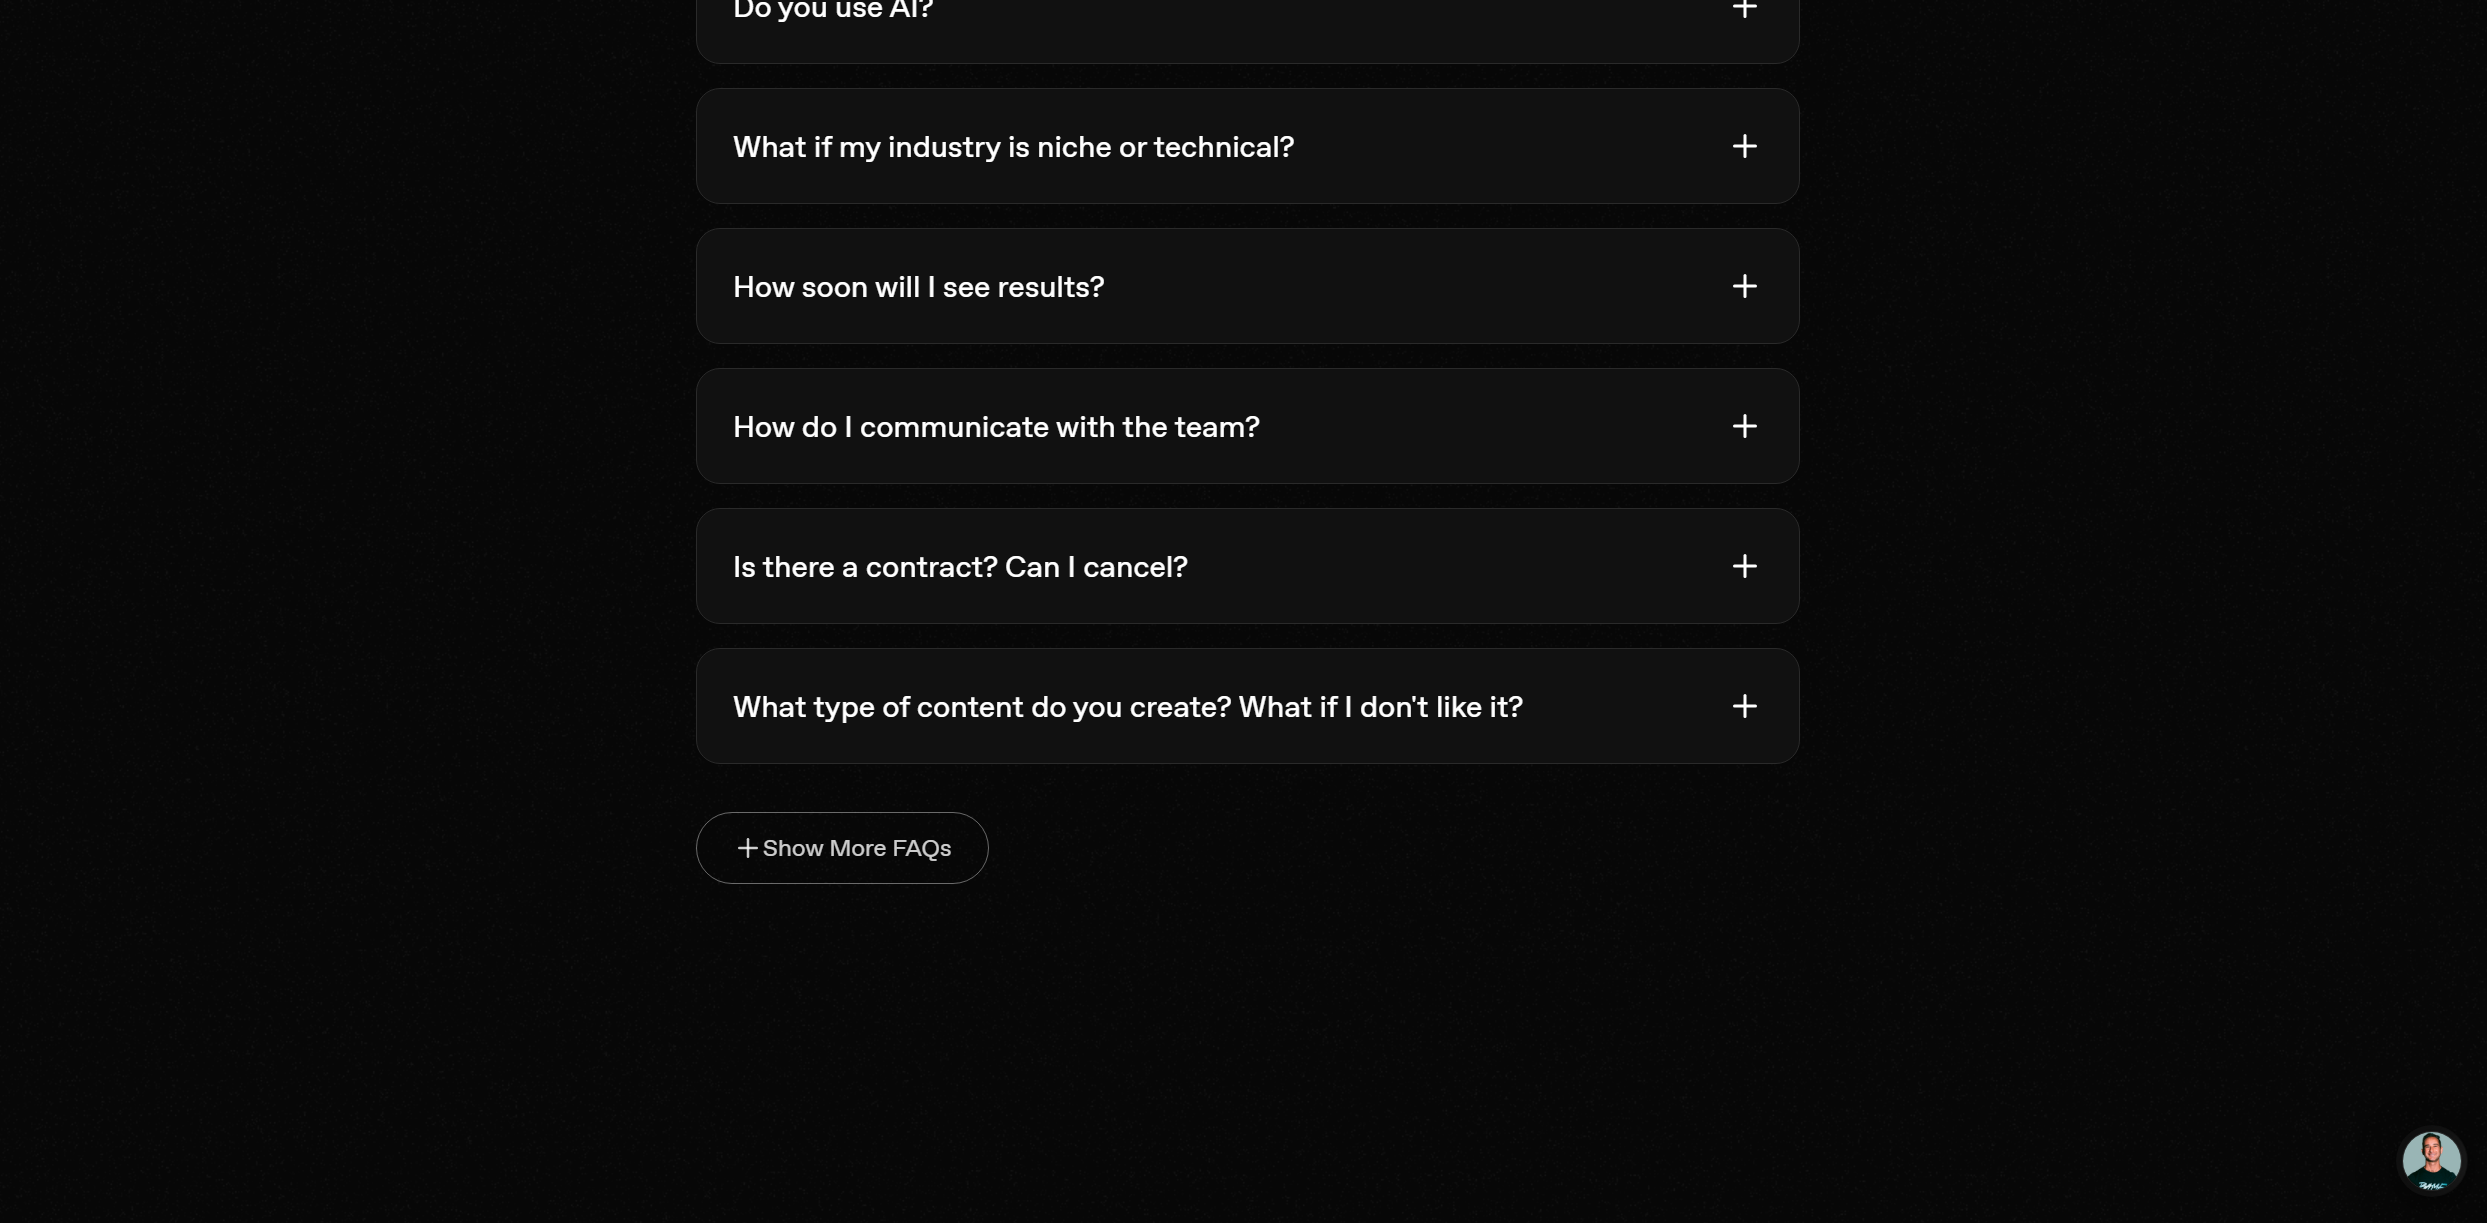 Do you use AI?
What if my industry is niche or technical?
How soon will I see results?
How do I communicate with the team?
Is there a contract? Can I cancel?
What type of content do you create? What if I don't like it?
Show More FAQs